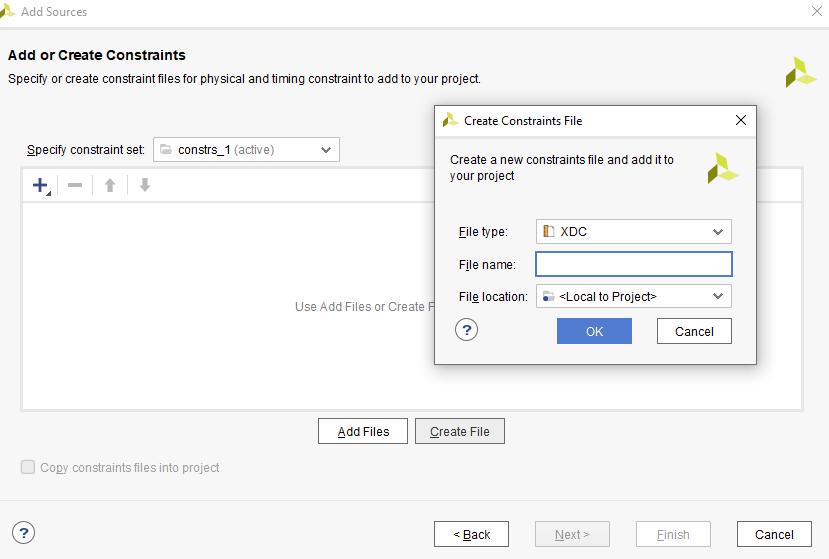 Add Sources
Add or Create Constraints
Specify or create constraint files for physical and timing constraint to add to your project.
Specify constraint set: constrs_1 (active)
Use Add Files or Create F
Add Files Create File
Copy constraints files into project
? < Back Next > Finish Cancel
Create Constraints File
Create a new constraints file and add it to
your project
File type: XDC
File name:
File location: <Local to Project>
? OK Cancel